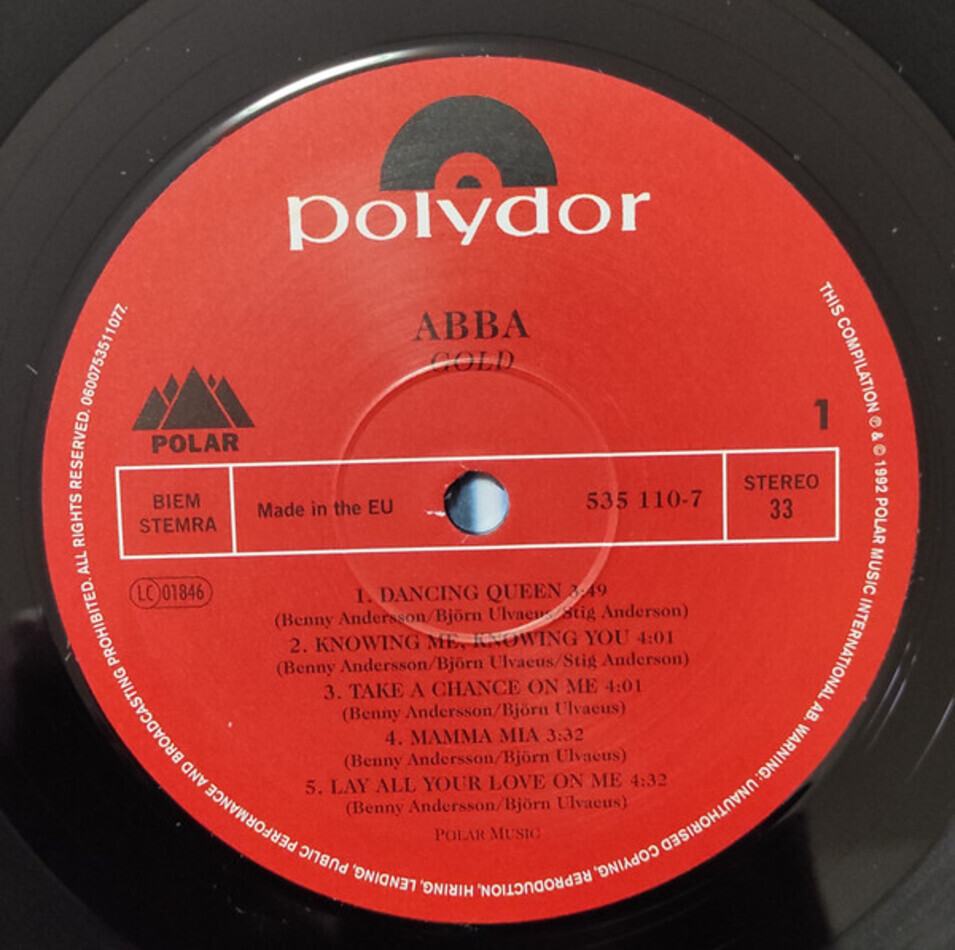 polydor
ABBA
GOLD
POLAR
1
BIEM
STEMRA
Made in the EU
535 110-7
STEREO
33
LC 01846
1. DANCING QUEEN 3:49
(Benny Andersson/Björn Ulvaeus/Stig Anderson)
2. KNOWING ME, KNOWING YOU 4:01
(Benny Andersson/Björn Ulvaeus/Stig Anderson)
3. TAKE A CHANCE ON ME 4:01
(Benny Andersson/Björn Ulvaeus)
4. MAMMA MIA 3:32
(Benny Andersson/Björn Ulvaeus)
5. LAY ALL YOUR LOVE ON ME 4:32
(Benny Andersson/Björn Ulvaeus)
POLAR MUSIC
THIS COMPILATION ℗ & © 1992 POLAR MUSIC INTERNATIONAL AB. WARNING: UNAUTHORISED COPYING, REPRODUCTION, HIRING, LENDING, PUBLIC PERFORMANCE AND BROADCASTING PROHIBITED. ALL RIGHTS RESERVED. 0600753511077.